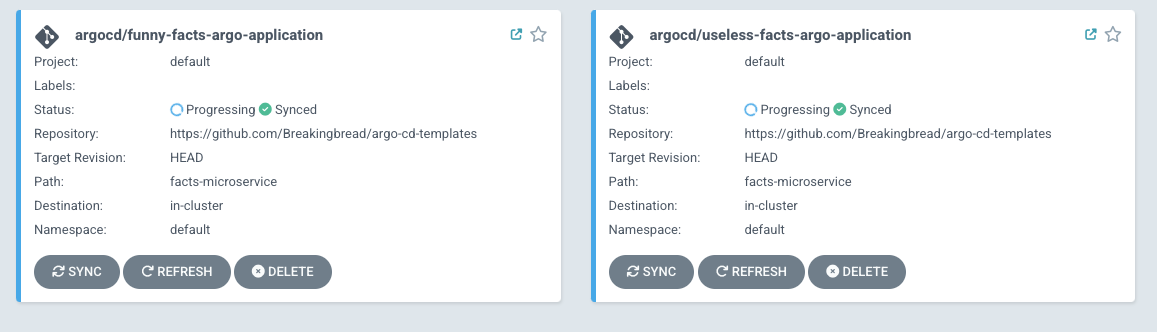 argocd/funny-facts-argo-application
Project: default
Labels:
Status: Progressing Synced
Repository: https://github.com/Breakingbread/argo-cd-templates
Target Revision: HEAD
Path: facts-microservice
Destination: in-cluster
Namespace: default
SYNC REFRESH DELETE
argocd/useless-facts-argo-application
Project: default
Labels:
Status: Progressing Synced
Repository: https://github.com/Breakingbread/argo-cd-templates
Target Revision: HEAD
Path: facts-microservice
Destination: in-cluster
Namespace: default
SYNC REFRESH DELETE